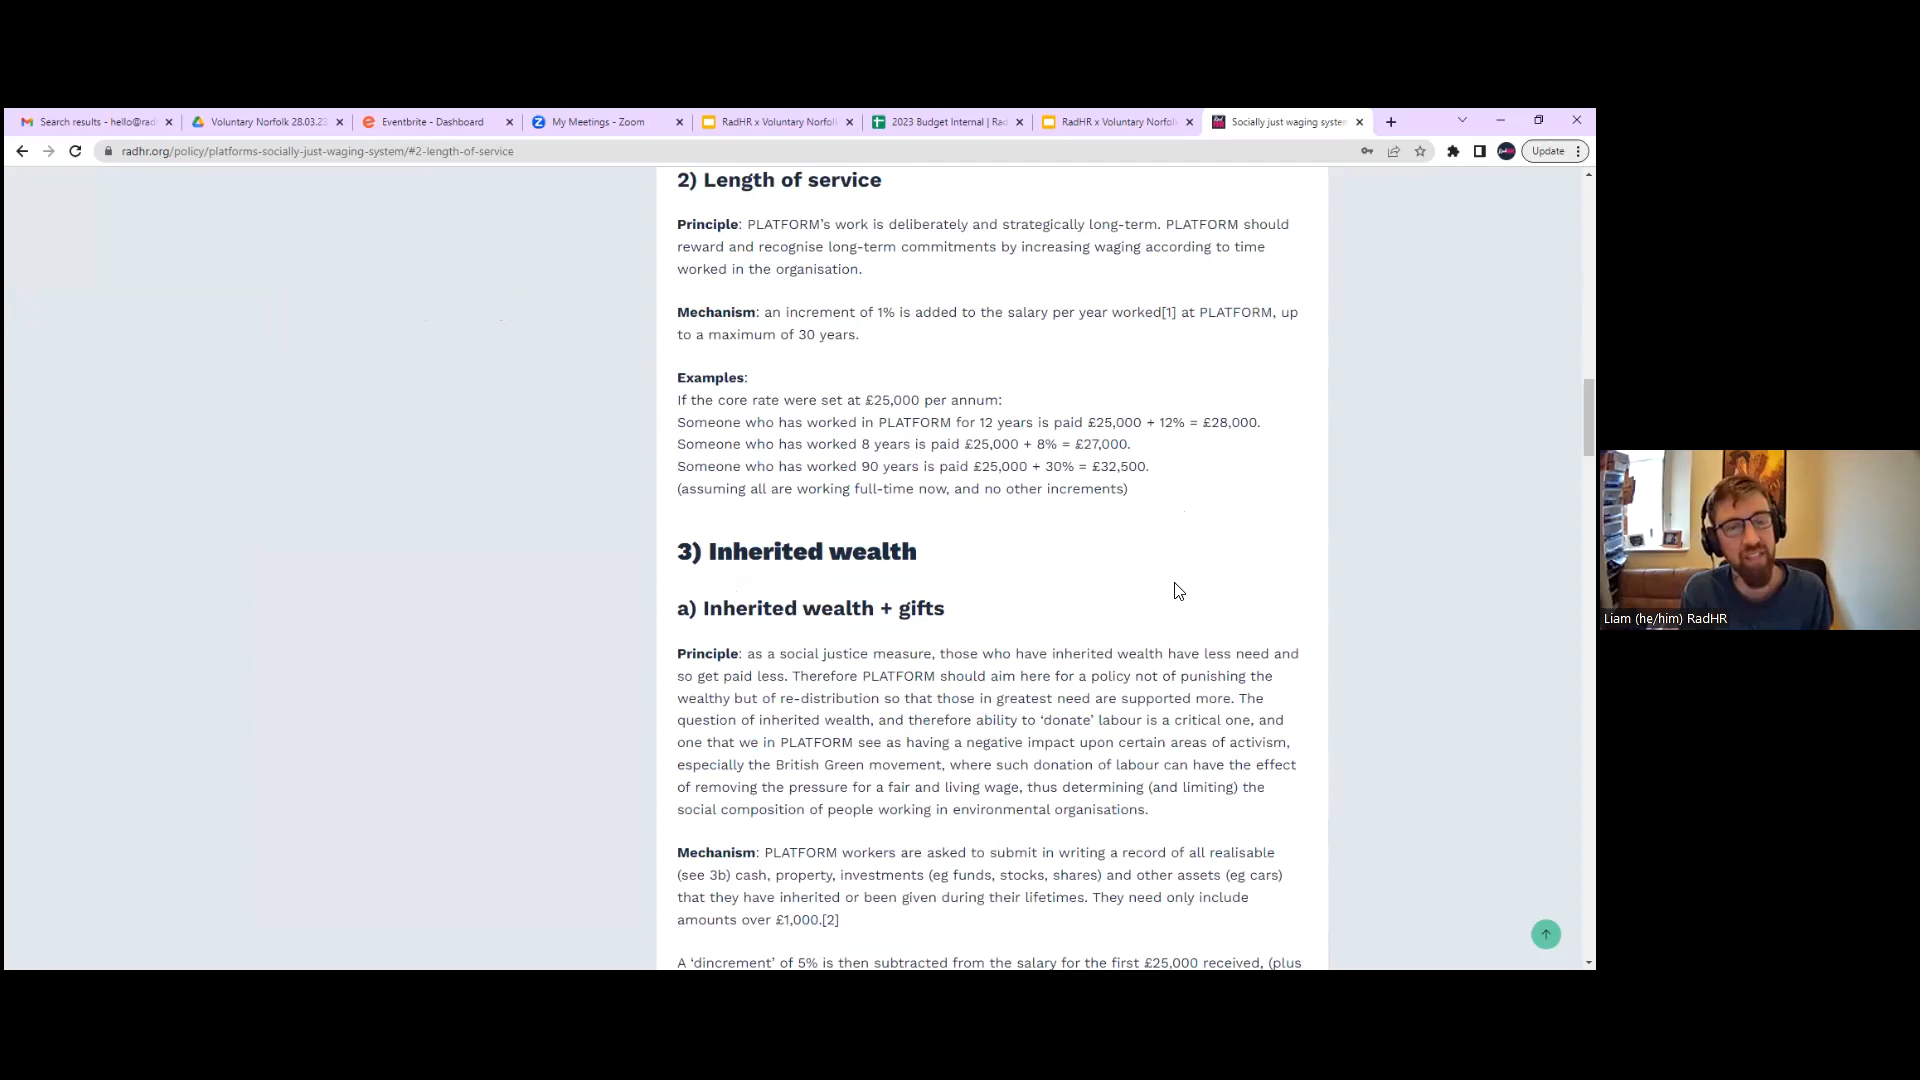 Search results - hello@rad
Voluntary Norfolk 28.03.23
Eventbrite - Dashboard
My Meetings - Zoom
RadHR x Voluntary Norfolk
2023 Budget Internal | Rad
RadHR x Voluntary Norfolk
Socially just waging system
radhr.org/policy/platforms-socially-just-waging-system/#2-length-of-service
Update
2) Length of service
Principle: PLATFORM’s work is deliberately and strategically long-term. PLATFORM should
reward and recognise long-term commitments by increasing waging according to time
worked in the organisation.
Mechanism: an increment of 1% is added to the salary per year worked[1] at PLATFORM, up
to a maximum of 30 years.
Examples:
If the core rate were set at £25,000 per annum:
Someone who has worked in PLATFORM for 12 years is paid £25,000 + 12% = £28,000.
Someone who has worked 8 years is paid £25,000 + 8% = £27,000.
Someone who has worked 90 years is paid £25,000 + 30% = £32,500.
(assuming all are working full-time now, and no other increments)
3) Inherited wealth
a) Inherited wealth + gifts
Principle: as a social justice measure, those who have inherited wealth have less need and
so get paid less. Therefore PLATFORM should aim here for a policy not of punishing the
wealthy but of re-distribution so that those in greatest need are supported more. The
question of inherited wealth, and therefore ability to ‘donate’ labour is a critical one, and
one that we in PLATFORM see as having a negative impact upon certain areas of activism,
especially the British Green movement, where such donation of labour can have the effect
of removing the pressure for a fair and living wage, thus determining (and limiting) the
social composition of people working in environmental organisations.
Mechanism: PLATFORM workers are asked to submit in writing a record of all realisable
(see 3b) cash, property, investments (eg funds, stocks, shares) and other assets (eg cars)
that they have inherited or been given during their lifetimes. They need only include
amounts over £1,000.[2]
A ‘dincrement’ of 5% is then subtracted from the salary for the first £25,000 received, (plus
Liam (he/him) RadHR